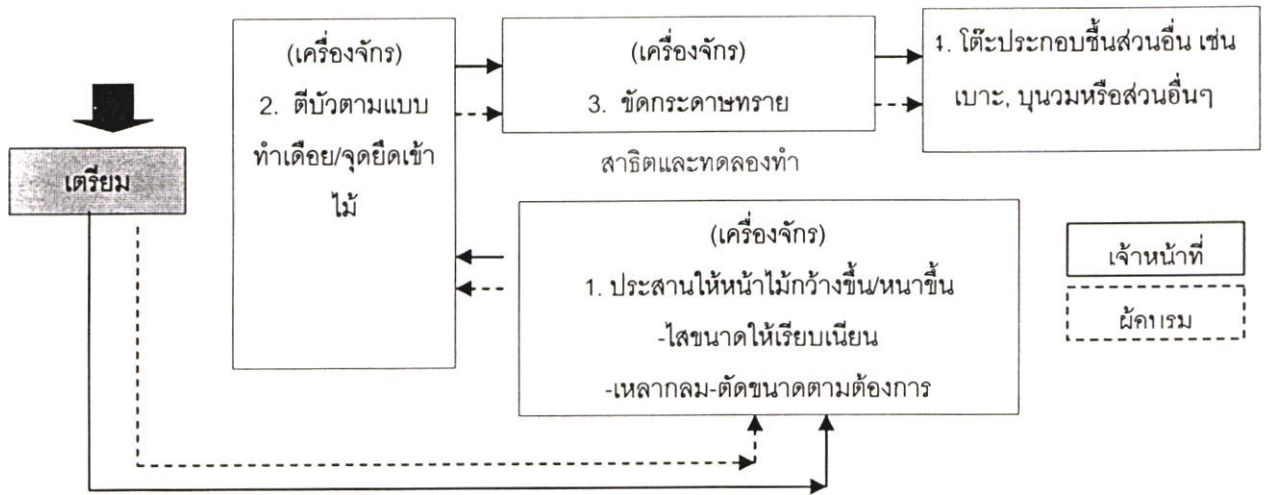 (เครื่องจักร)
2. ตีบัวตามแบบ
ทำเดือย/จุดยึดเข้า
ไม้
(เครื่องจักร)
3. ขัดกระดาษทราย
4. โต๊ะประกอบชิ้นส่วนอื่น เช่น
เบาะ, บุนวมหรือส่วนอื่นๆ
เตรียม
สาธิตและทดลองทำ
(เครื่องจักร)
1. ประสานให้หน้าไม้กว้างขึ้น/หนาขึ้น
-ไสขนาดให้เรียบเนียน
-เหลากลม-ตัดขนาดตามต้องการ
เจ้าหน้าที่